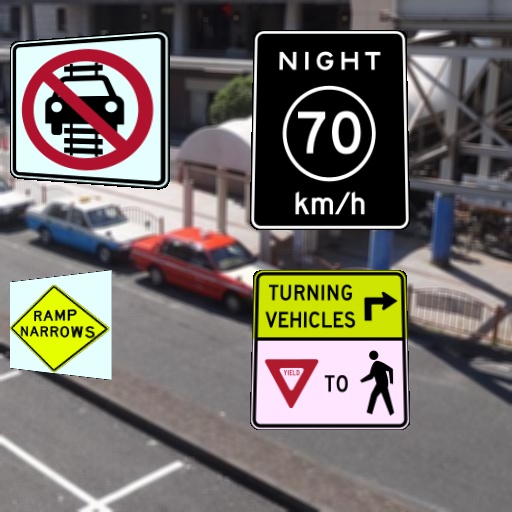 NIGHT
70
km/h
RAMP
NARROWS
TURNING
VEHICLES
YIELD
TO